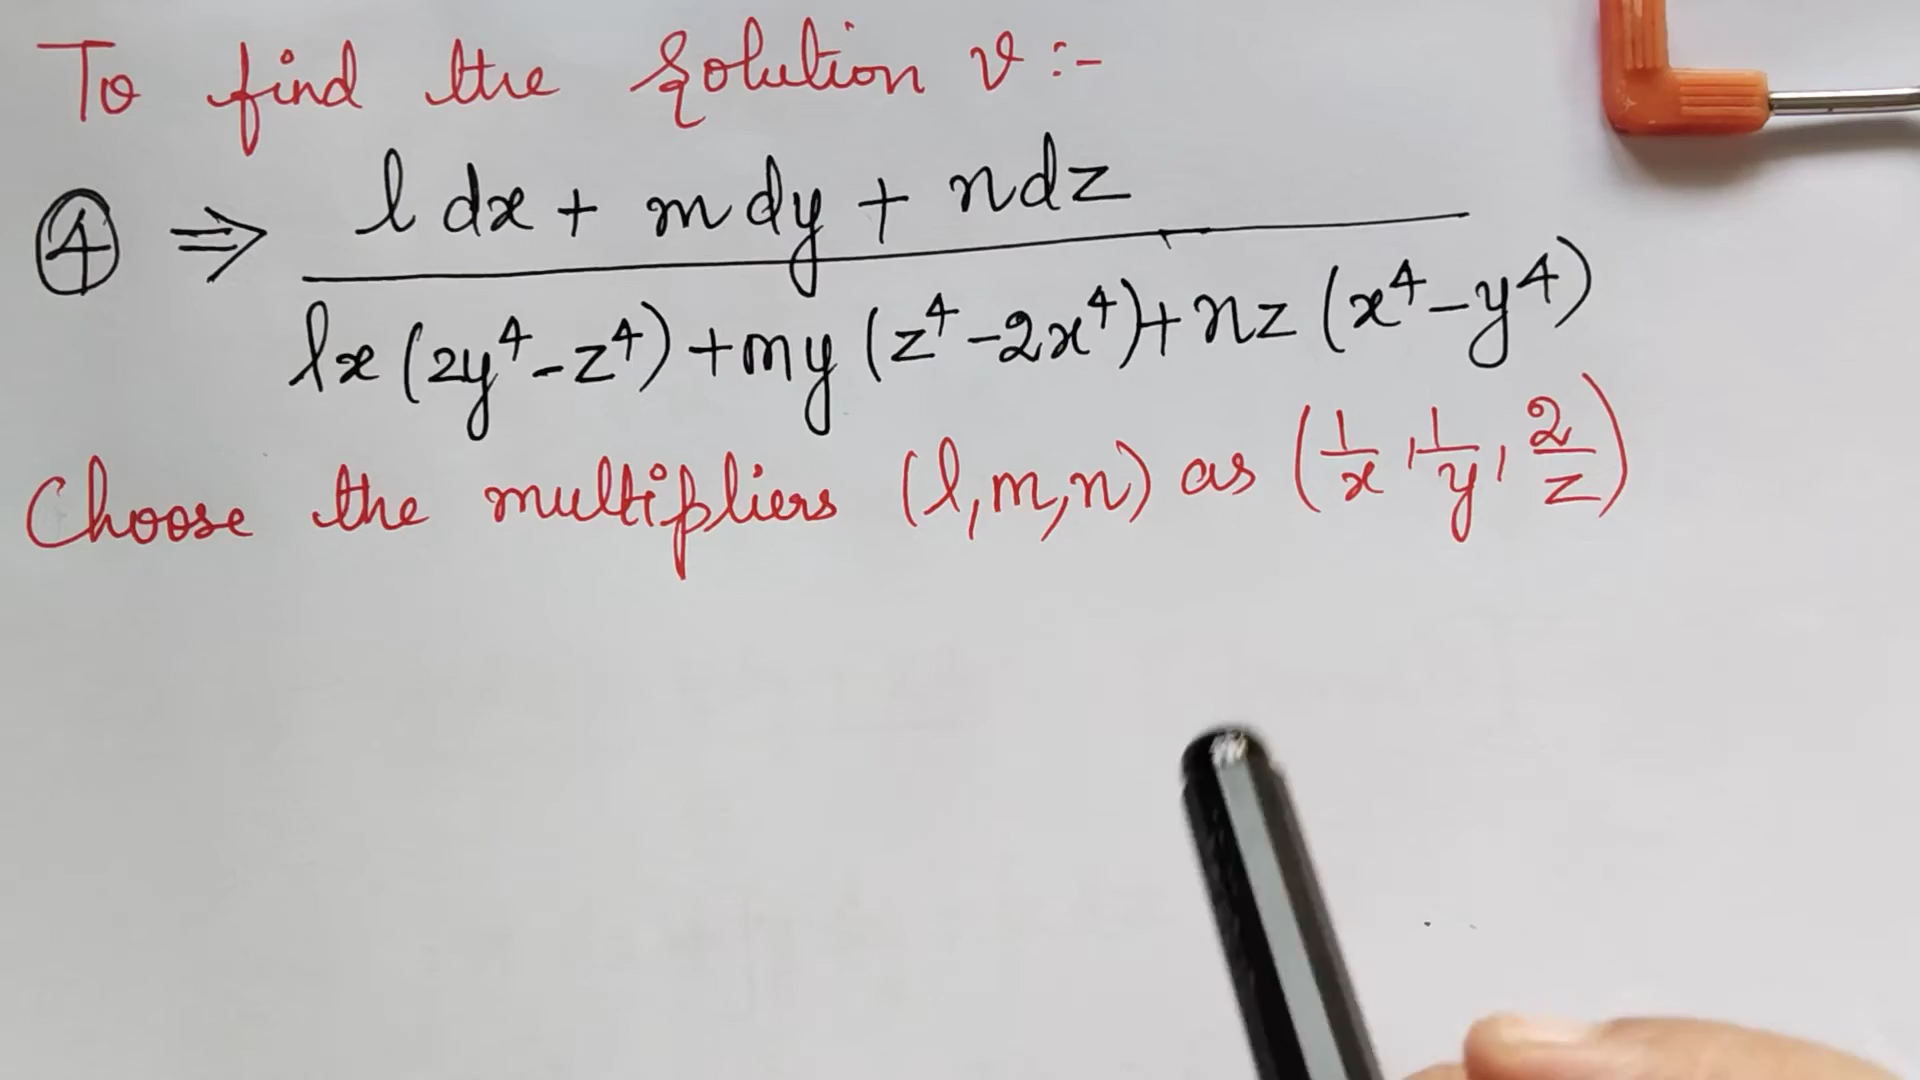 To find the solution v:-
④ ⇒ l dx + m dy + n dz
lx (2y⁴ - z⁴) + my (z⁴ - 2x⁴) + nz (x⁴ - y⁴)
Choose the multipliers (l, m, n) as (1/x, 1/y, 2/z)